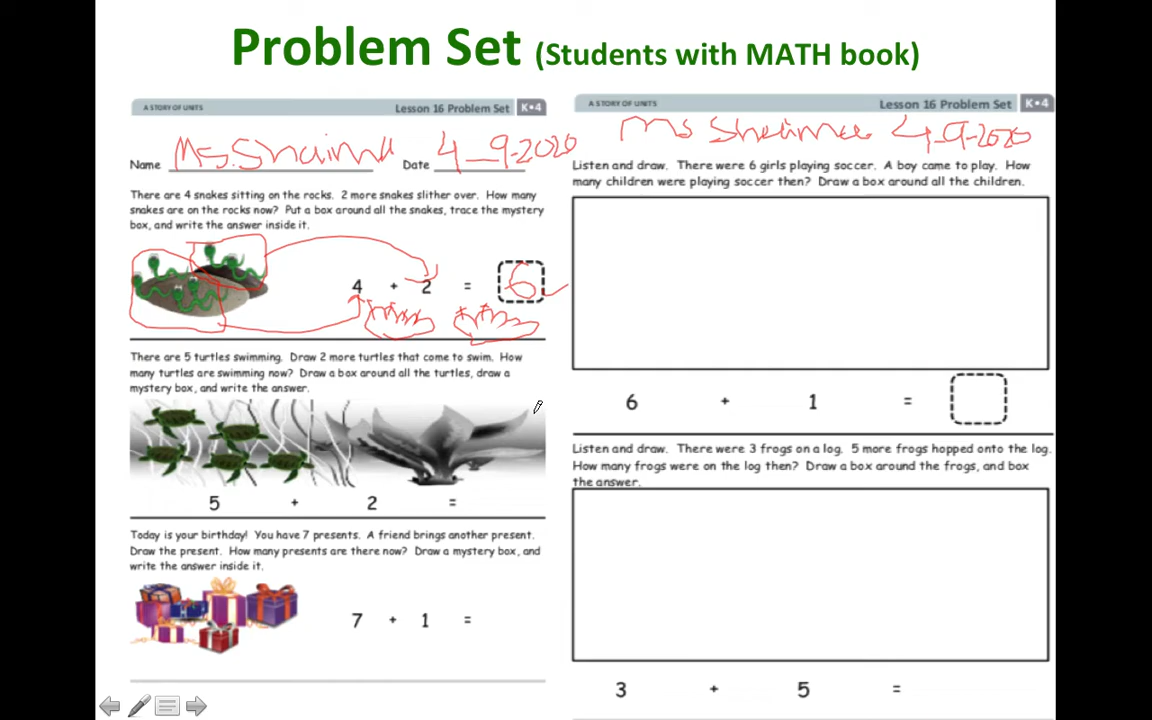 Problem Set (Students with MATH book)
A STORY OF UNITS
Lesson 16 Problem Set K•4
Name Ms.Shaima Date 4_9-2020
There are 4 snakes sitting on the rocks. 2 more snakes slither over. How many
snakes are on the rocks now? Put a box around all the snakes, trace the mystery
box, and write the answer inside it.
4 + 2 = 6
There are 5 turtles swimming. Draw 2 more turtles that come to swim. How
many turtles are swimming now? Draw a box around all the turtles, draw a
mystery box, and write the answer.
5 + 2 =
Today is your birthday! You have 7 presents. A friend brings another present.
Draw the present. How many presents are there now? Draw a mystery box, and
write the answer inside it.
7 + 1 =
A STORY OF UNITS
Lesson 16 Problem Set K•4
Ms Shaima 4_9-2020
Listen and draw. There were 6 girls playing soccer. A boy came to play. How
many children were playing soccer then? Draw a box around all the children.
6 + 1 =
Listen and draw. There were 3 frogs on a log. 5 more frogs hopped onto the log.
How many frogs were on the log then? Draw a box around the frogs, and box
the answer.
3 + 5 =